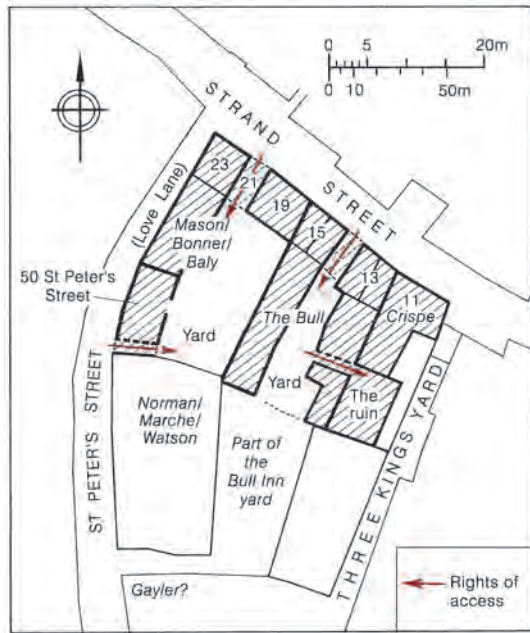 0 5 20m
0 10 50m
STRAND STREET
(Love Lane)
23
21
19
15
13
11
Crispe
Mason/
Bonner/
Baly
50 St Peter's
Street
The Bull
Yard
Yard
The
ruin
Norman/
Marche/
Watson
Part of
the
Bull Inn
yard
ST PETER'S STREET
THREE KINGS YARD
Gayler?
Rights of
access